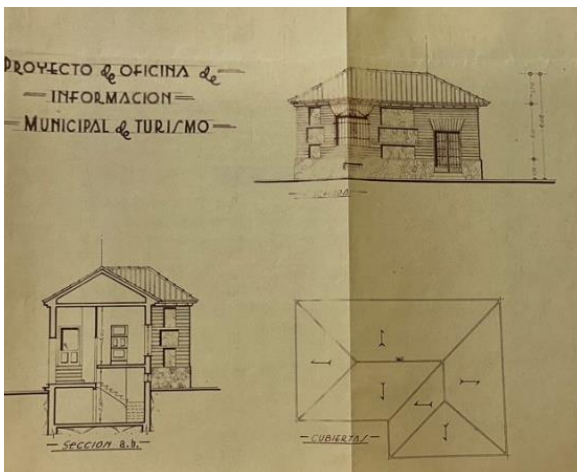 PROYECTO de OFICINA de
INFORMACION
MUNICIPAL de TURISMO
SECCION a.b.
CUBIERTAS